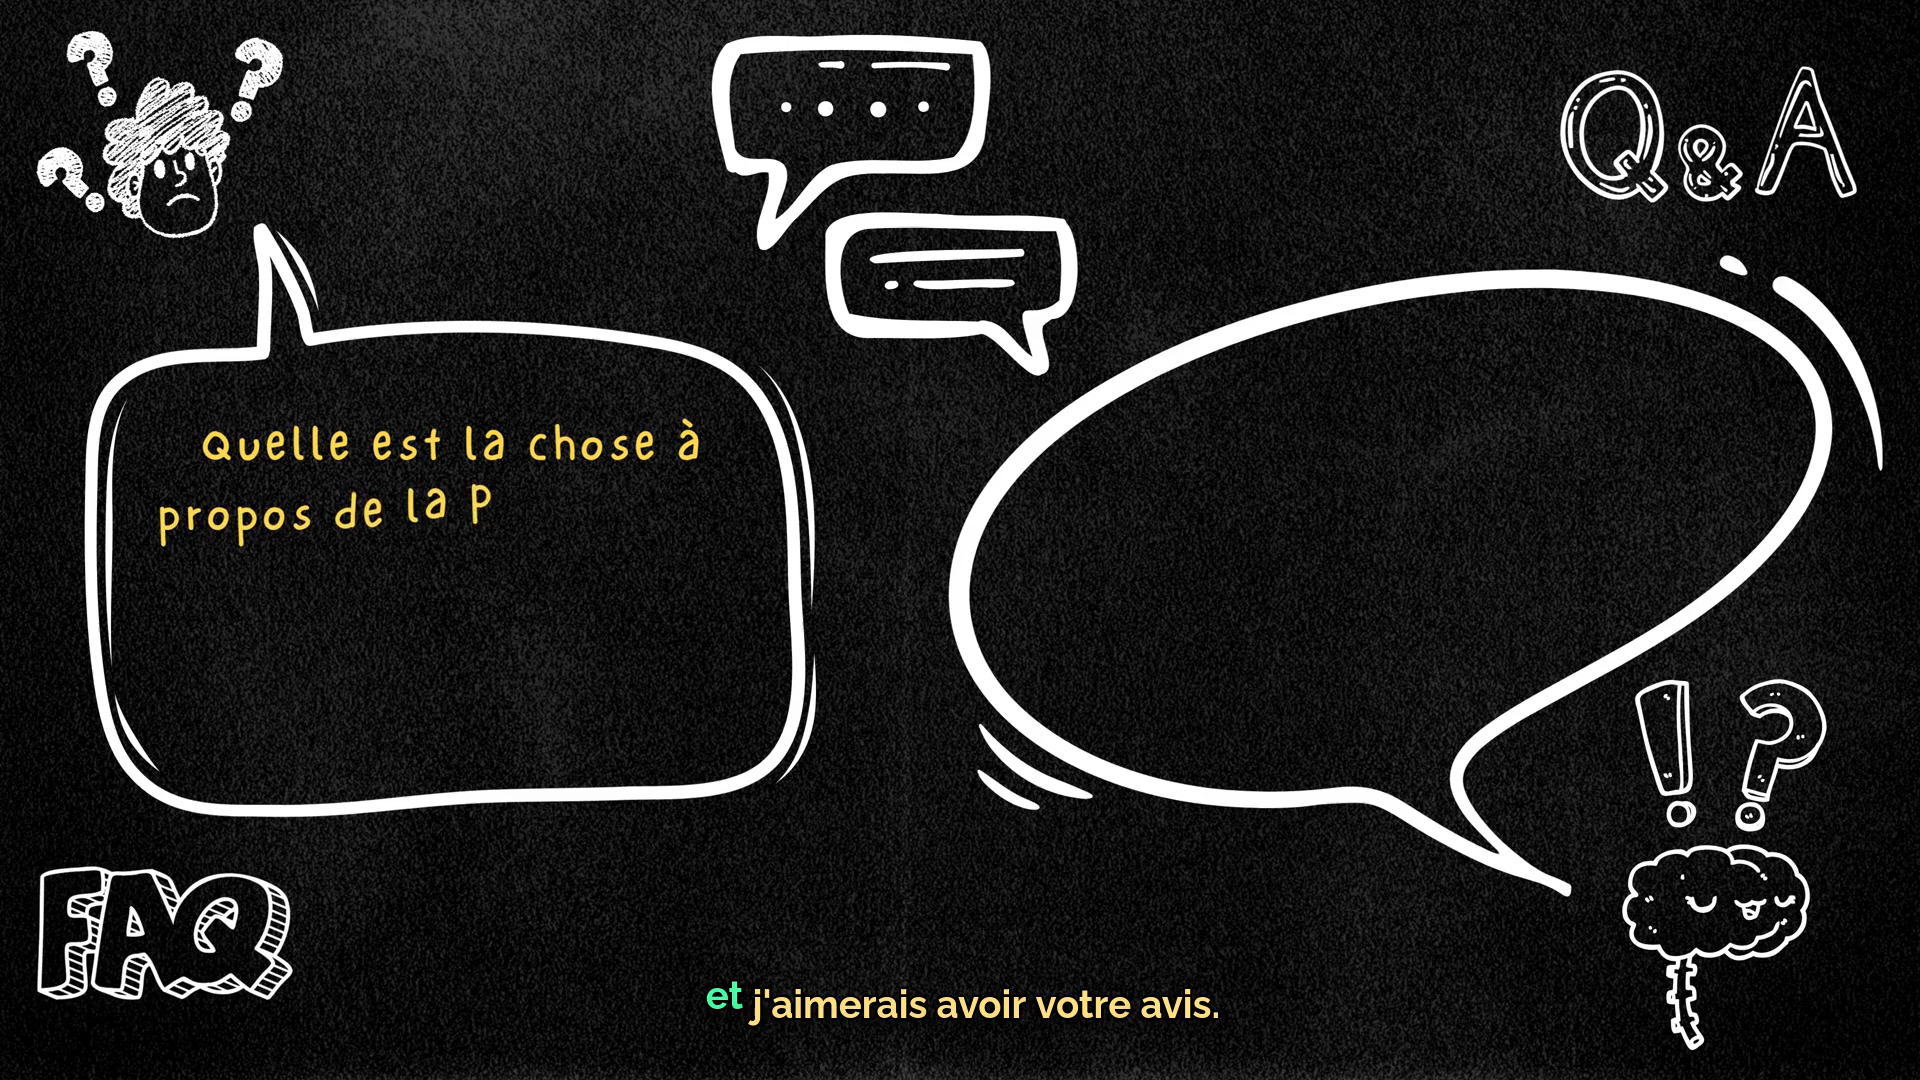 Q & A
Quelle est la chose à
propos de la P
! ?
FAQ
et j'aimerais avoir votre avis.